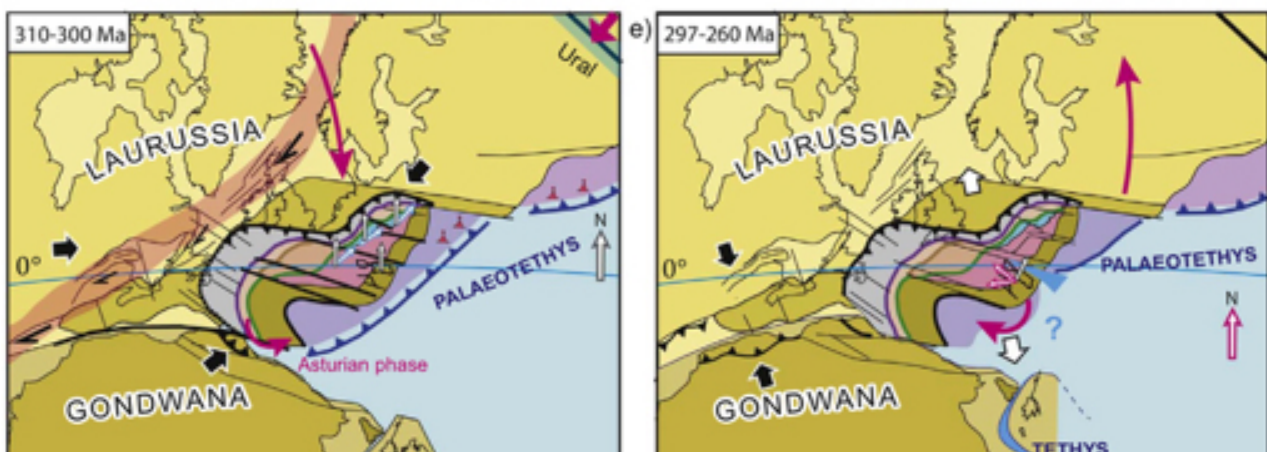 310-300 Ma
Ural
LAURUSSIA
N
0°
PALAEOTETHYS
Asturian phase
GONDWANA
e)
297-260 Ma
LAURUSSIA
0°
PALAEOTETHYS
N
?
GONDWANA
TETHYS